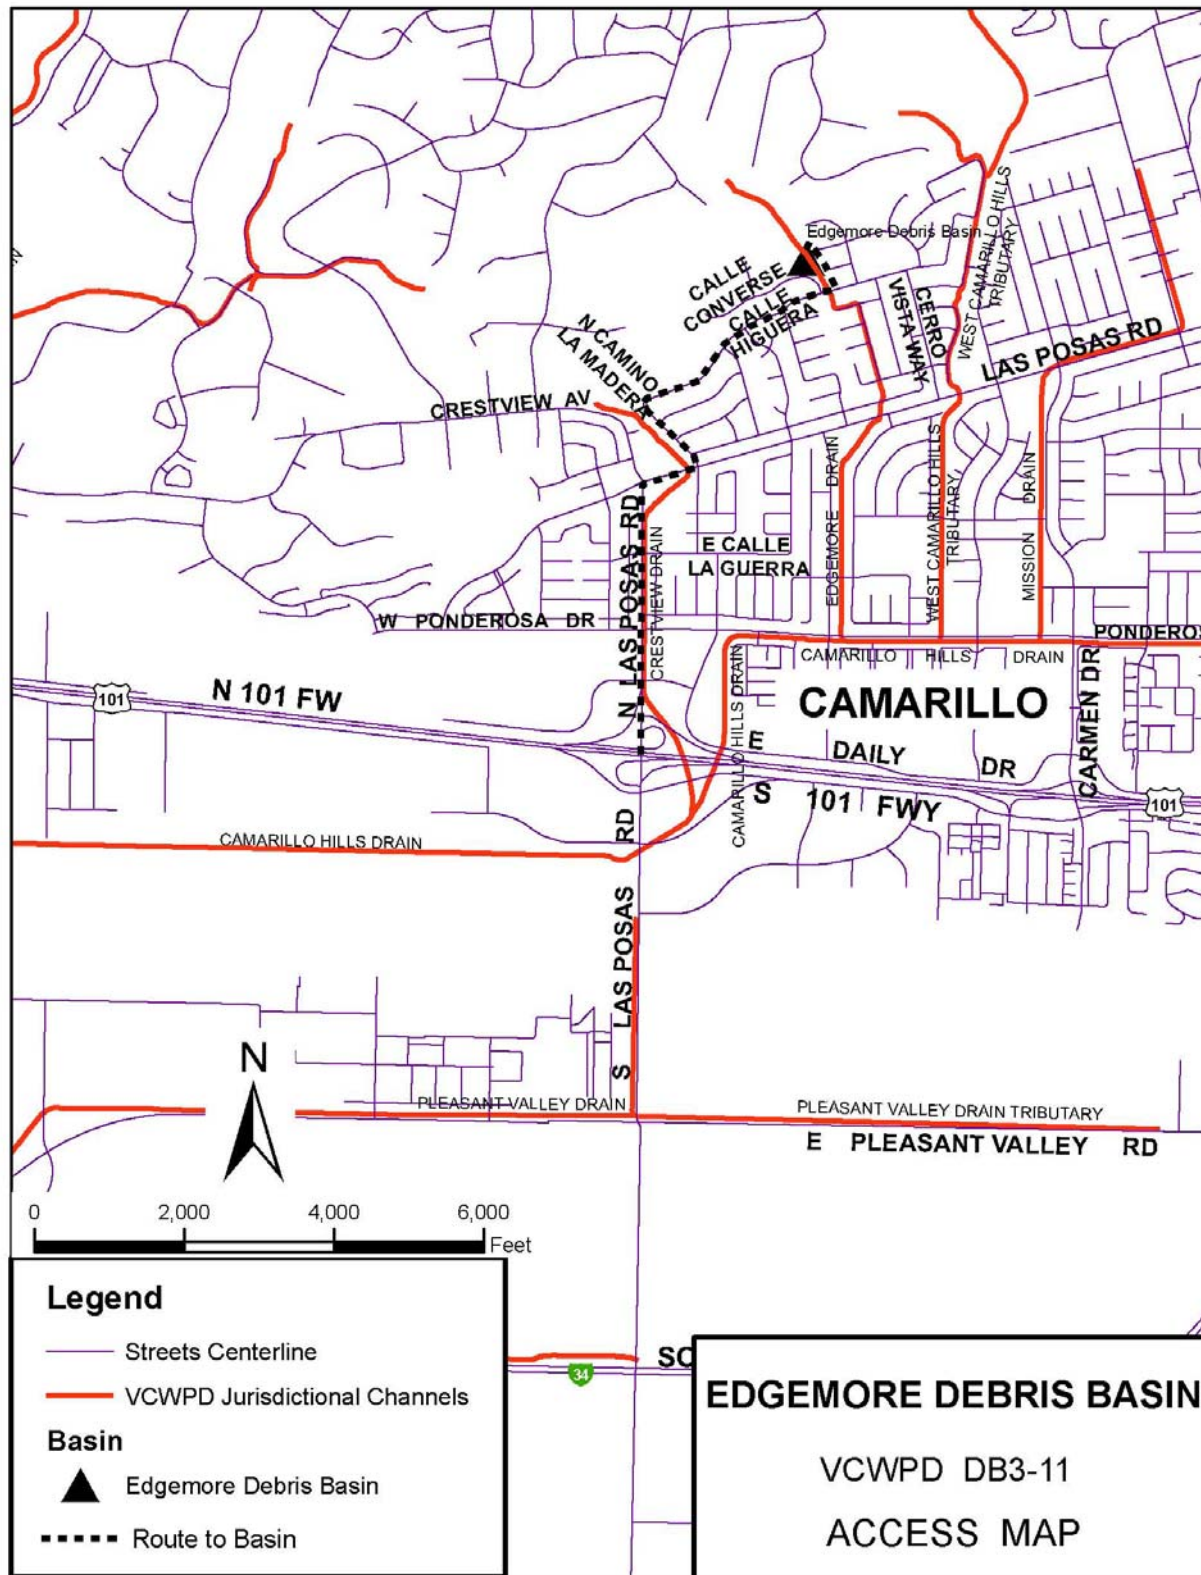 Edgemore Debris Basin
CALLE
CONVERSE
CALLE
HIGUERA
CERRO
VISTA WAY
WEST CAMARILLO HILLS
TRIBUTARY
N CAMINO
LA MADERA
LAS POSAS RD
CRESTVIEW AV
N LAS POSAS RD
CRESTVIEW DRAIN
E CALLE
LA GUERRA
EDGEMORE DRAIN
WEST CAMARILLO HILLS
TRIBUTARY
MISSION DRAIN
W PONDEROSA DR
PONDEROS
CAMARILLO HILLS DRAIN
CAMARILLO HILLS DRAIN
CAMARILLO
CARMEN DR
101
N 101 FW
E DAILY DR
S 101 FWY
101
CAMARILLO HILLS DRAIN
S LAS POSAS RD
N
PLEASANT VALLEY DRAIN
PLEASANT VALLEY DRAIN TRIBUTARY
E PLEASANT VALLEY RD
0 2,000 4,000 6,000
Feet
Legend
Streets Centerline
VCWPD Jurisdictional Channels
Basin
Edgemore Debris Basin
Route to Basin
34
SO
EDGEMORE DEBRIS BASIN
VCWPD DB3-11
ACCESS MAP